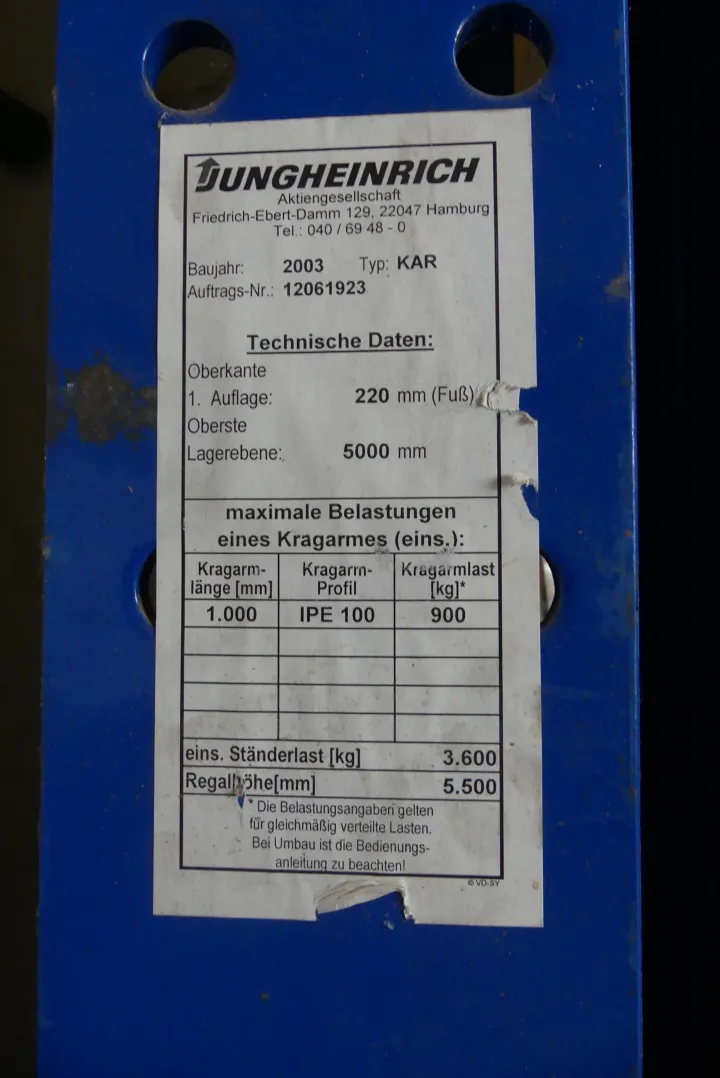 JUNGHEINRICH
Aktiengesellschaft
Friedrich-Ebert-Damm 129, 22047 Hamburg
Tel.: 040 / 69 48 - 0
Baujahr: 2003 Typ: KAR
Auftrags-Nr.: 12061923
Technische Daten:
Oberkante
1. Auflage: 220 mm (Fuß)
Oberste
Lagerebene: 5000 mm
maximale Belastungen
eines Kragarmes (eins.):
Kragarm- Kragarm- Kragarmlast
länge [mm] Profil [kg]*
1.000 IPE 100 900
eins. Ständerlast [kg] 3.600
Regalhöhe[mm] 5.500
* Die Belastungsangaben gelten
für gleichmäßig verteilte Lasten.
Bei Umbau ist die Bedienungs-
anleitung zu beachten!
© VD-SY